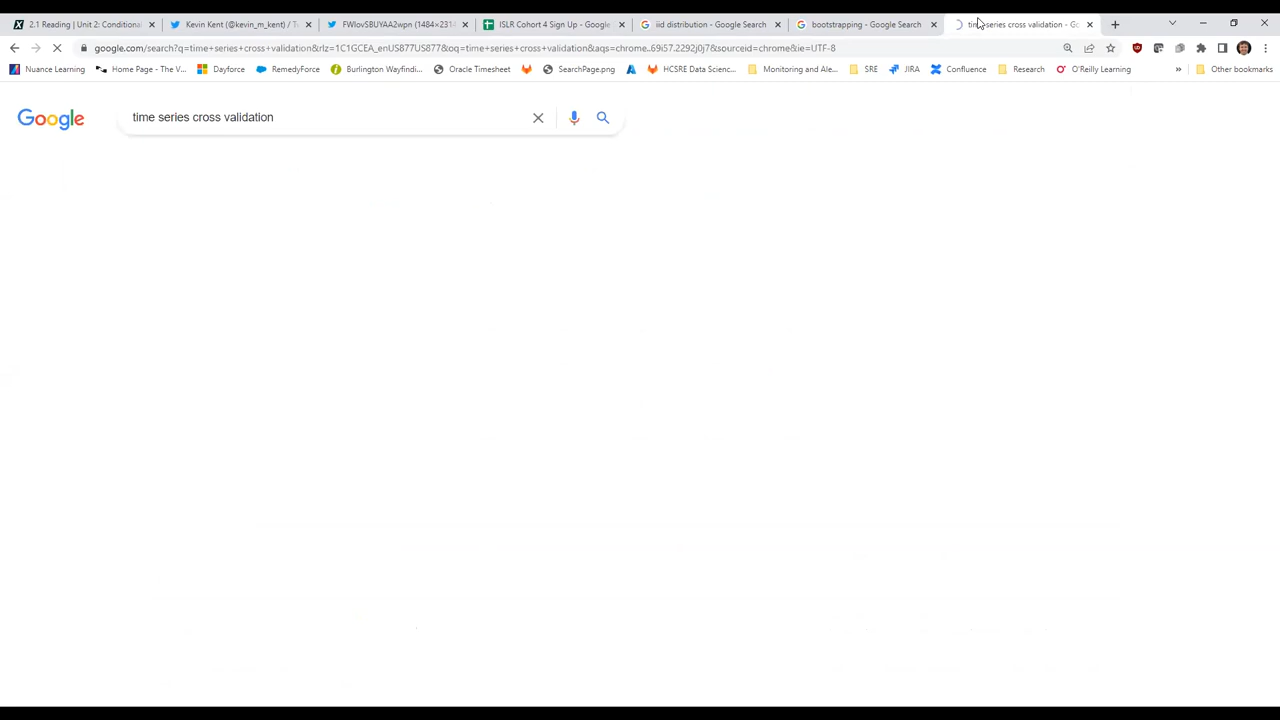 2.1 Reading | Unit 2: Conditional
Kevin Kent (@kevin_m_kent) / T
FWIovSBUYAA2wpn (1484×231
ISLR Cohort 4 Sign Up - Google
iid distribution - Google Search
bootstrapping - Google Search
time series cross validation - Go
google.com/search?q=time+series+cross+validation&rlz=1C1GCEA_enUS877US877&oq=time+series+cross+validation&aqs=chrome..69i57.2292j0j7&sourceid=chrome&ie=UTF-8
Nuance Learning
Home Page - The V...
Dayforce
RemedyForce
Burlington Wayfindi...
Oracle Timesheet
SearchPage.png
HCSRE Data Scienc...
Monitoring and Ale...
SRE
JIRA
Confluence
Research
O'Reilly Learning
»
Other bookmarks
Google
time series cross validation